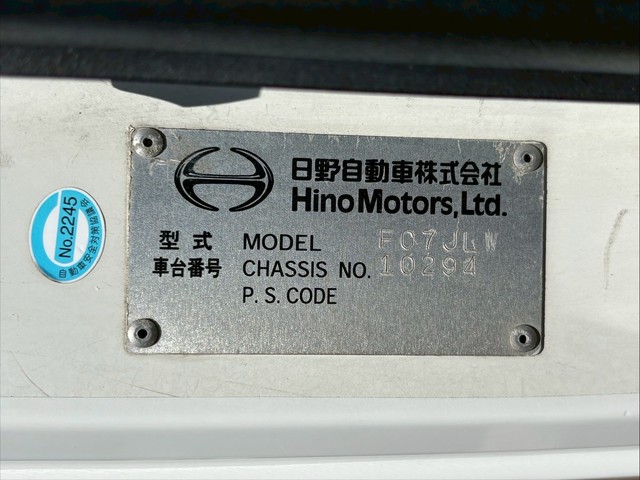 日野自動車株式会社
Hino Motors, Ltd.
型式 MODEL FC7JLW
車台番号 CHASSIS NO. 10294
P.S. CODE
No.2245